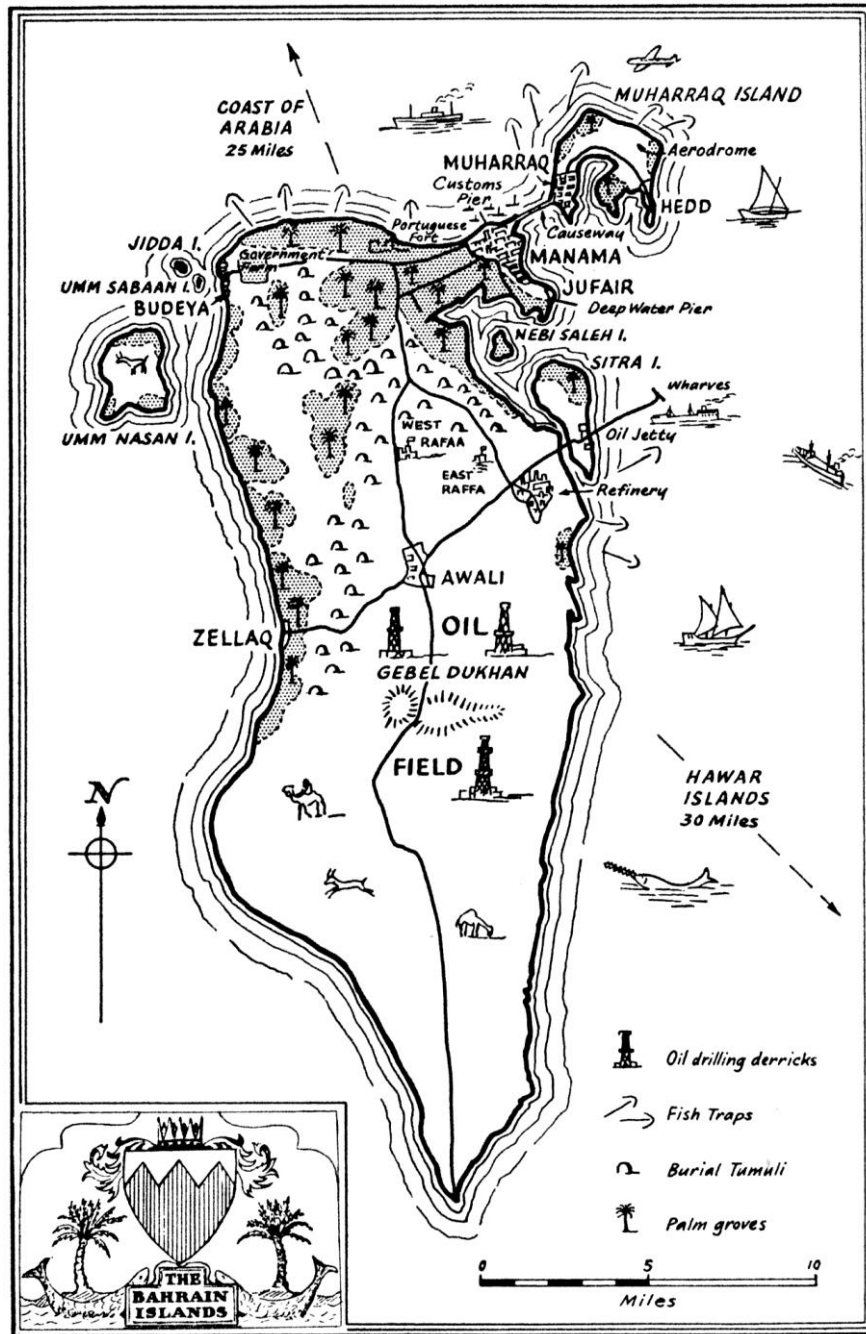 COAST OF
ARABIA
25 Miles
MUHARRAQ ISLAND
Aerodrome
MUHARRAQ
Customs
Pier
HEDD
Causeway
Portuguese
Fort
MANAMA
JIDDA I.
Government
Farm
UMM SABAAN I.
BUDEYA
JUFAIR
Deep Water Pier
NEBI SALEH I.
SITRA I.
Wharves
UMM NASAN I.
WEST
RAFAA
Oil Jetty
EAST
RAFFA
Refinery
AWALI
ZELLAQ
OIL
GEBEL DUKHAN
FIELD
HAWAR
ISLANDS
30 Miles
N
Oil drilling derricks
Fish Traps
Burial Tumuli
Palm groves
THE
BAHRAIN
ISLANDS
0 5 10
Miles